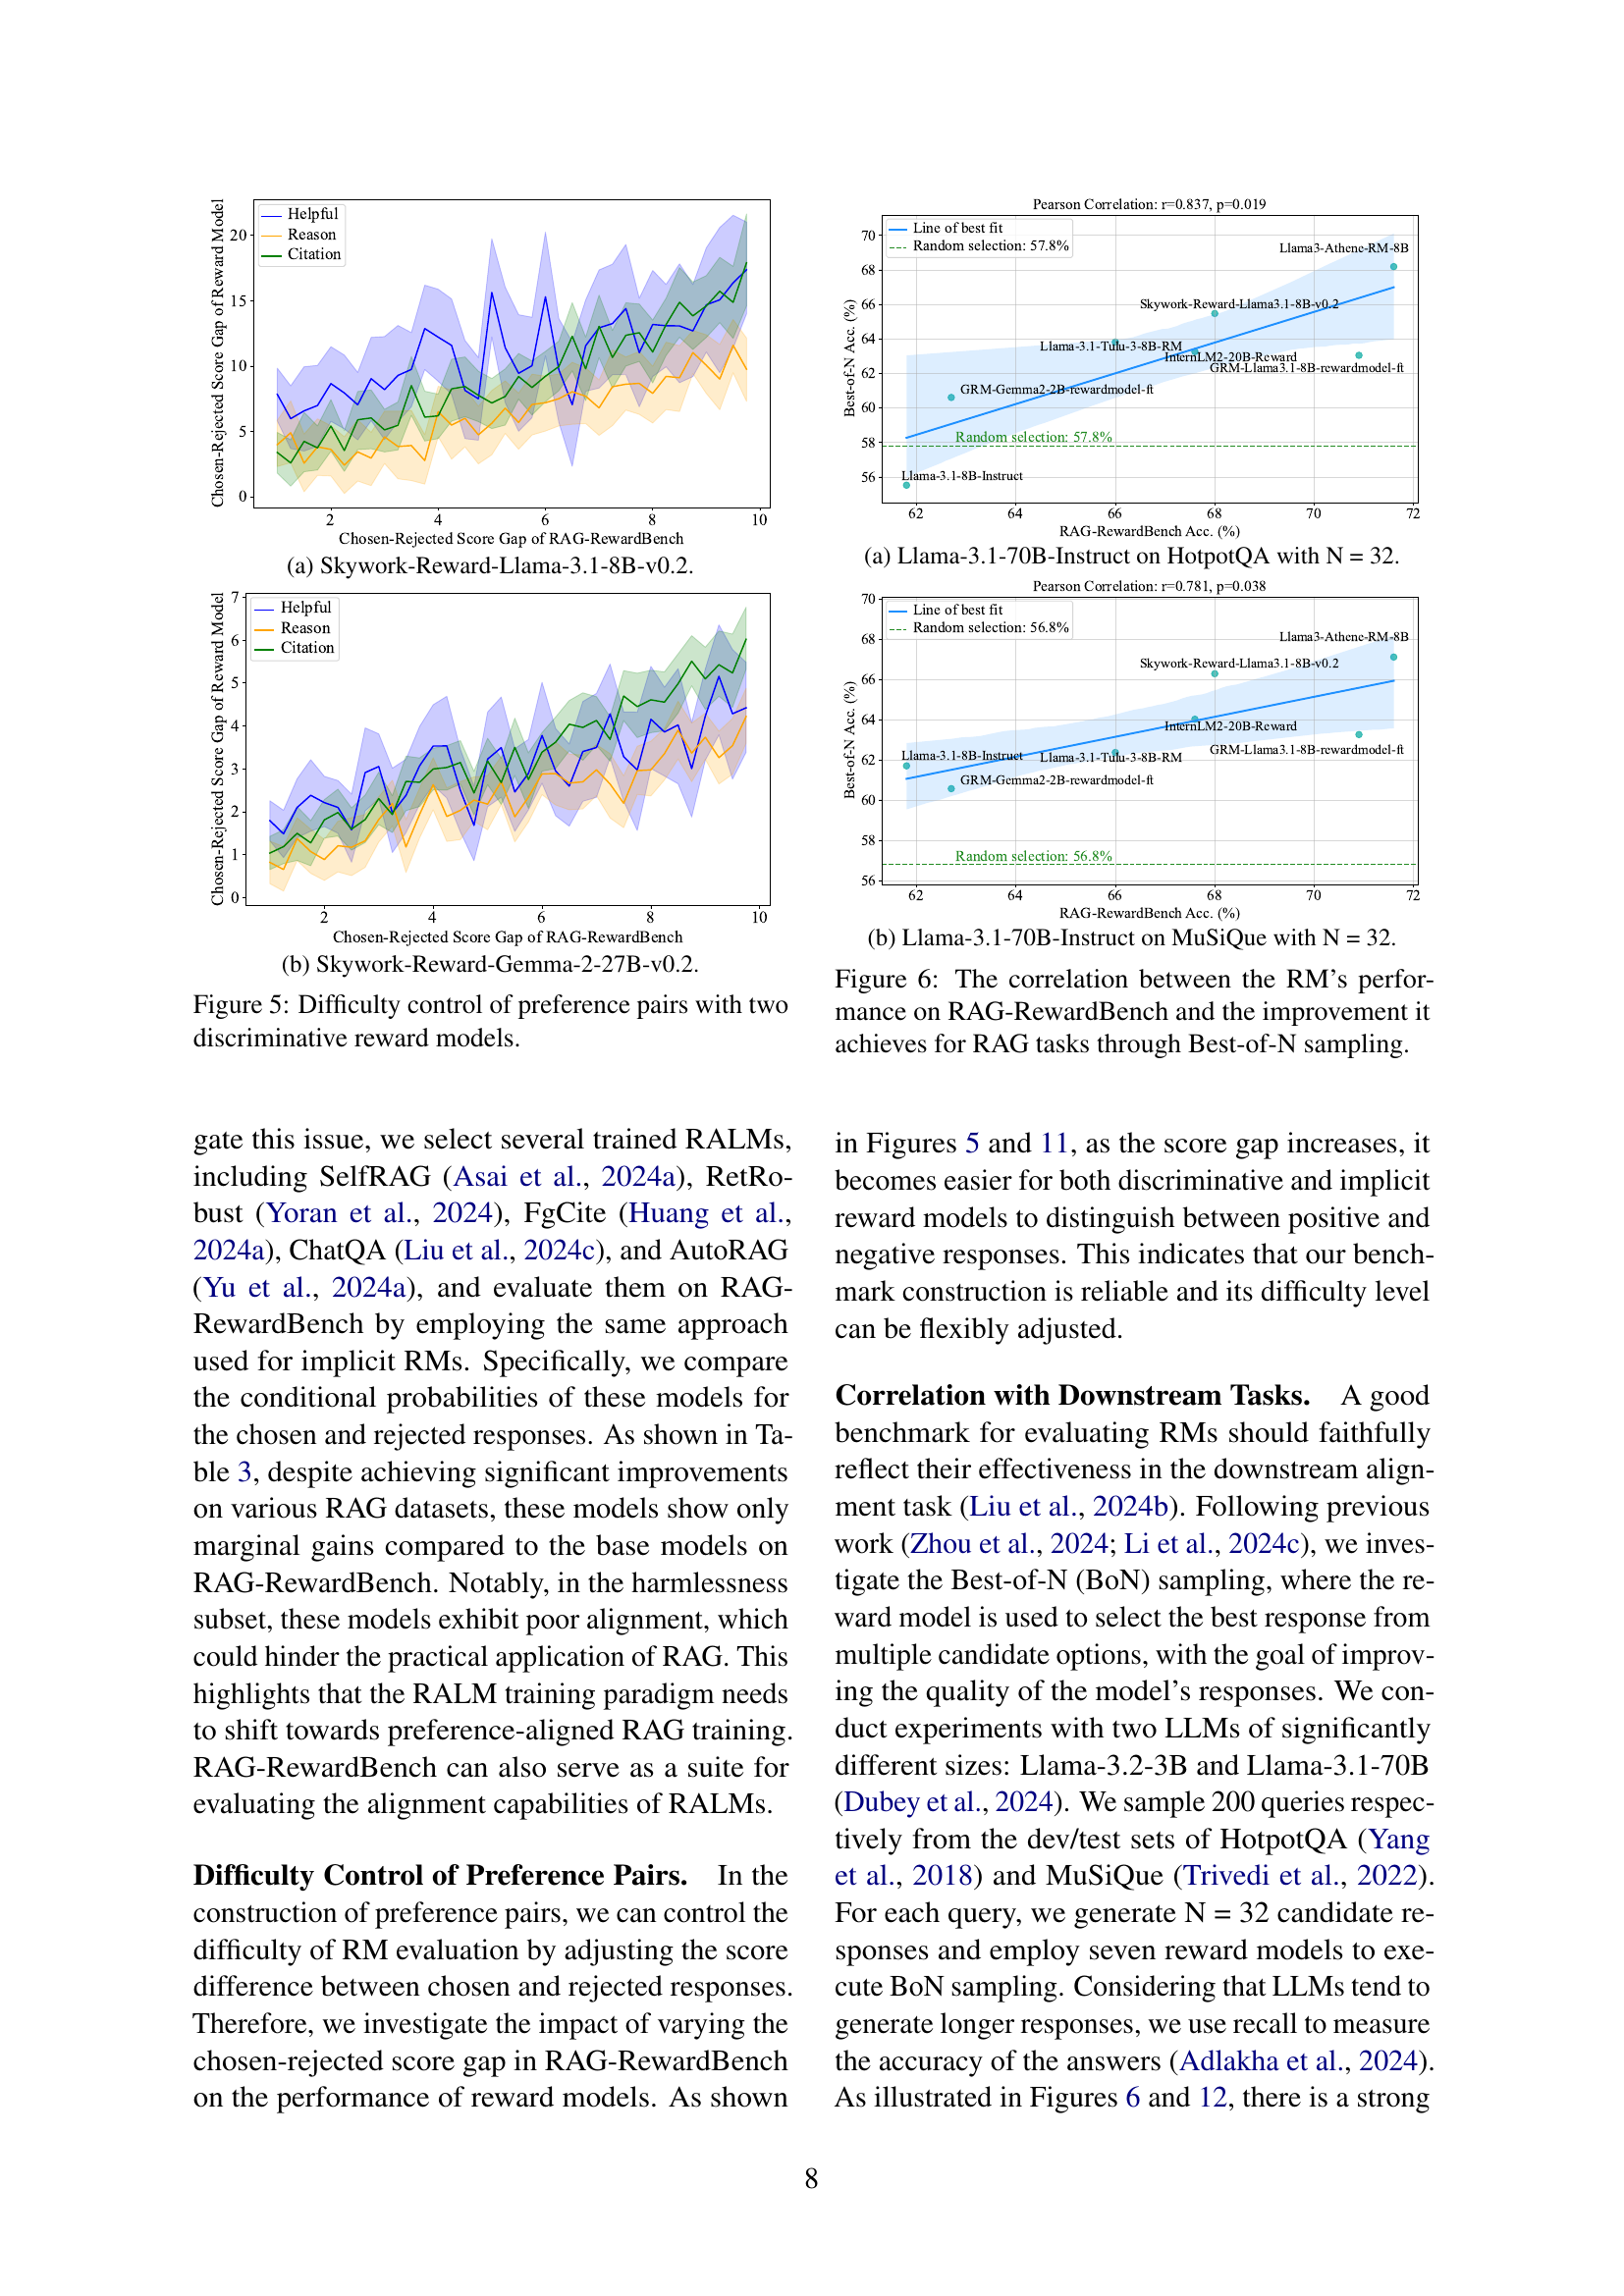 Chosen-Rejected Score Gap of Reward Model
Helpful
Reason
Citation
20
15
10
5
0
2
4
6
8
10
Chosen-Rejected Score Gap of RAG-RewardBench
(a) Skywork-Reward-Llama-3.1-8B-v0.2.
Chosen-Rejected Score Gap of Reward Model
Helpful
Reason
Citation
7
6
5
4
3
2
1
0
2
4
6
8
10
Chosen-Rejected Score Gap of RAG-RewardBench
(b) Skywork-Reward-Gemma-2-27B-v0.2.
Figure 5: Difficulty control of preference pairs with two
discriminative reward models.
gate this issue, we select several trained RALMs,
including SelfRAG (Asai et al., 2024a), RetRo-
bust (Yoran et al., 2024), FgCite (Huang et al.,
2024a), ChatQA (Liu et al., 2024c), and AutoRAG
(Yu et al., 2024a), and evaluate them on RAG-
RewardBench by employing the same approach
used for implicit RMs. Specifically, we compare
the conditional probabilities of these models for
the chosen and rejected responses. As shown in Ta-
ble 3, despite achieving significant improvements
on various RAG datasets, these models show only
marginal gains compared to the base models on
RAG-RewardBench. Notably, in the harmlessness
subset, these models exhibit poor alignment, which
could hinder the practical application of RAG. This
highlights that the RALM training paradigm needs
to shift towards preference-aligned RAG training.
RAG-RewardBench can also serve as a suite for
evaluating the alignment capabilities of RALMs.
Difficulty Control of Preference Pairs. In the
construction of preference pairs, we can control the
difficulty of RM evaluation by adjusting the score
difference between chosen and rejected responses.
Therefore, we investigate the impact of varying the
chosen-rejected score gap in RAG-RewardBench
on the performance of reward models. As shown
Pearson Correlation: r=0.837, p=0.019
Line of best fit
Random selection: 57.8%
Best-of-N Acc. (%)
70
68
66
64
62
60
58
56
Llama3-Athene-RM-8B
Skywork-Reward-Llama3.1-8B-v0.2
Llama-3.1-Tulu-3-8B-RM
InternLM2-20B-Reward
GRM-Llama3.1-8B-rewardmodel-ft
GRM-Gemma2-2B-rewardmodel-ft
Random selection: 57.8%
Llama-3.1-8B-Instruct
62
64
66
68
70
72
RAG-RewardBench Acc. (%)
(a) Llama-3.1-70B-Instruct on HotpotQA with N = 32.
Pearson Correlation: r=0.781, p=0.038
Line of best fit
Random selection: 56.8%
Best-of-N Acc. (%)
70
68
66
64
62
60
58
56
Llama3-Athene-RM-8B
Skywork-Reward-Llama3.1-8B-v0.2
InternLM2-20B-Reward
GRM-Llama3.1-8B-rewardmodel-ft
Llama-3.1-8B-Instruct
Llama-3.1-Tulu-3-8B-RM
GRM-Gemma2-2B-rewardmodel-ft
Random selection: 56.8%
62
64
66
68
70
72
RAG-RewardBench Acc. (%)
(b) Llama-3.1-70B-Instruct on MuSiQue with N = 32.
Figure 6: The correlation between the RM's perfor-
mance on RAG-RewardBench and the improvement it
achieves for RAG tasks through Best-of-N sampling.
in Figures 5 and 11, as the score gap increases, it
becomes easier for both discriminative and implicit
reward models to distinguish between positive and
negative responses. This indicates that our bench-
mark construction is reliable and its difficulty level
can be flexibly adjusted.
Correlation with Downstream Tasks. A good
benchmark for evaluating RMs should faithfully
reflect their effectiveness in the downstream align-
ment task (Liu et al., 2024b). Following previous
work (Zhou et al., 2024; Li et al., 2024c), we inves-
tigate the Best-of-N (BoN) sampling, where the re-
ward model is used to select the best response from
multiple candidate options, with the goal of improv-
ing the quality of the model's responses. We con-
duct experiments with two LLMs of significantly
different sizes: Llama-3.2-3B and Llama-3.1-70B
(Dubey et al., 2024). We sample 200 queries respec-
tively from the dev/test sets of HotpotQA (Yang
et al., 2018) and MuSiQue (Trivedi et al., 2022).
For each query, we generate N = 32 candidate re-
sponses and employ seven reward models to exe-
cute BoN sampling. Considering that LLMs tend to
generate longer responses, we use recall to measure
the accuracy of the answers (Adlakha et al., 2024).
As illustrated in Figures 6 and 12, there is a strong
8